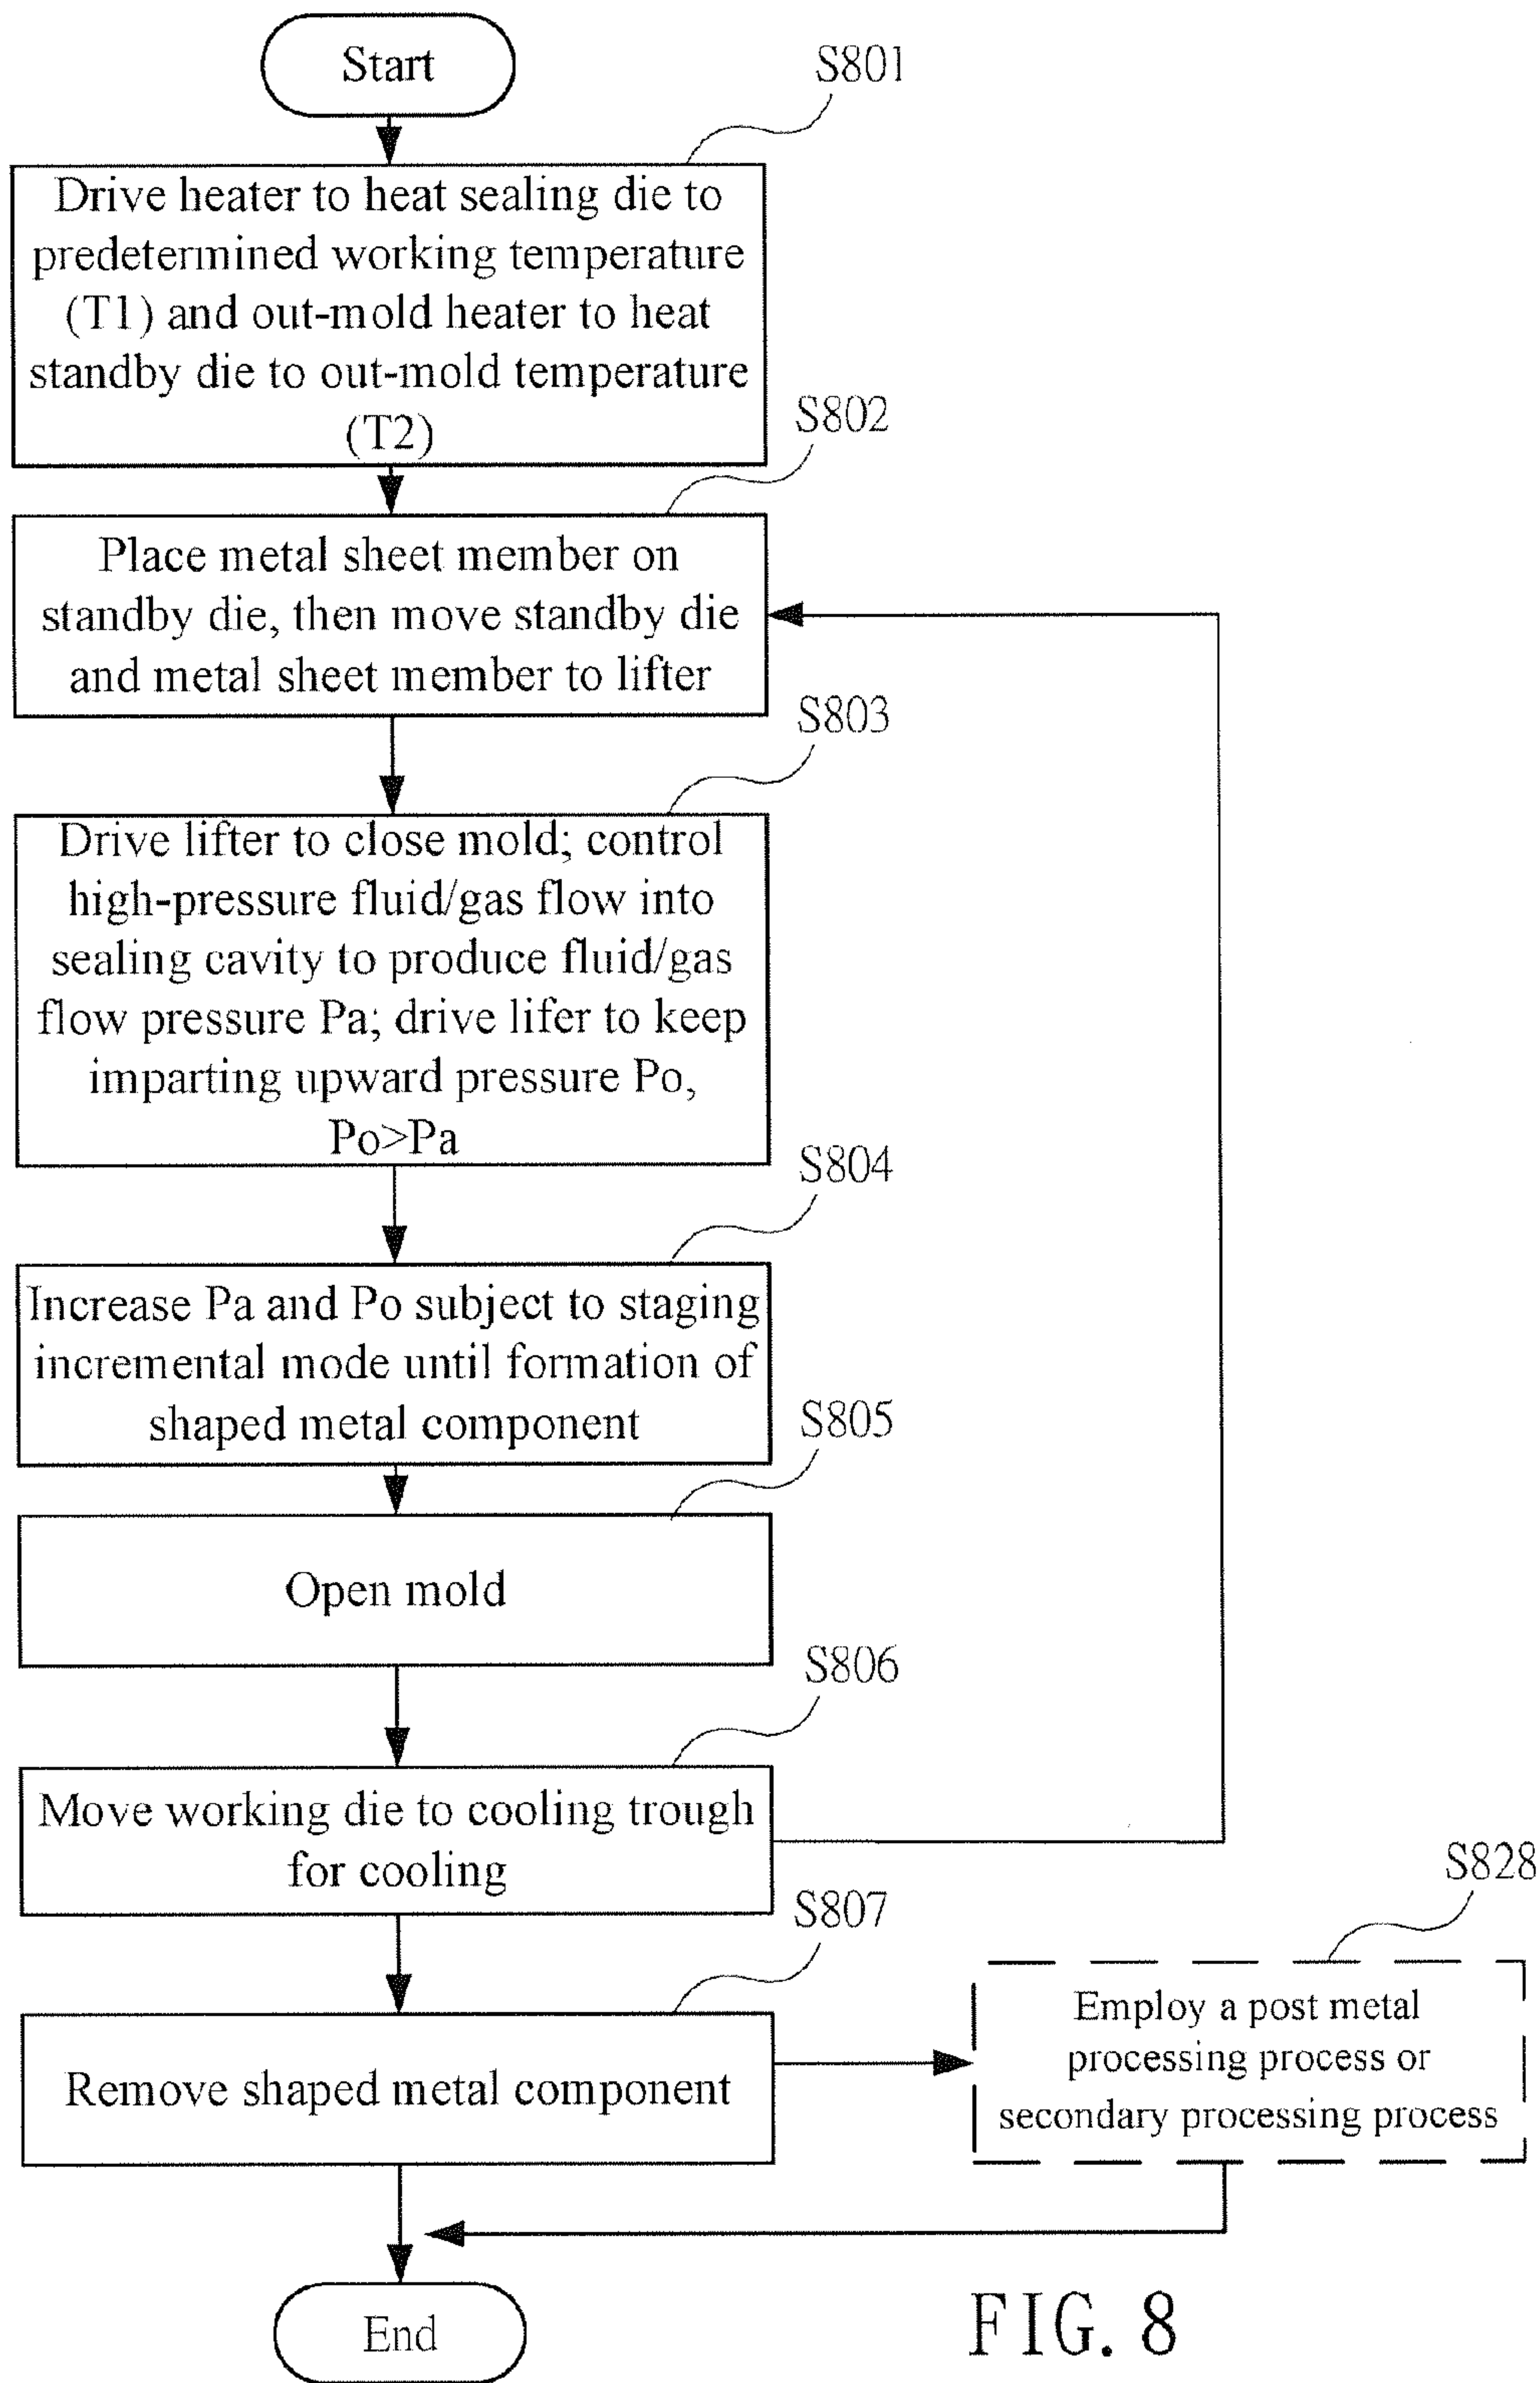 Start
S801
Drive heater to heat sealing die to
predetermined working temperature
(T1) and out-mold heater to heat
standby die to out-mold temperature
(T2)
S802
Place metal sheet member on
standby die, then move standby die
and metal sheet member to lifter
S803
Drive lifter to close mold; control
high-pressure fluid/gas flow into
sealing cavity to produce fluid/gas
flow pressure Pa; drive lifer to keep
imparting upward pressure Po,
Po>Pa
S804
Increase Pa and Po subject to staging
incremental mode until formation of
shaped metal component
S805
Open mold
S806
Move working die to cooling trough
for cooling
S807
Remove shaped metal component
S828
Employ a post metal
processing process or
secondary processing process
End
FIG. 8